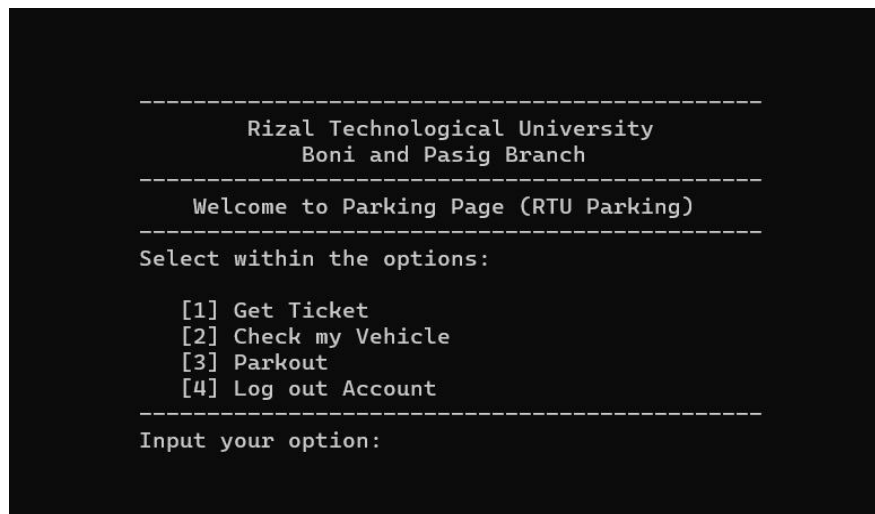 ----------------------------------------------
Rizal Technological University
Boni and Pasig Branch
----------------------------------------------
Welcome to Parking Page (RTU Parking)
----------------------------------------------
Select within the options:
[1] Get Ticket
[2] Check my Vehicle
[3] Parkout
[4] Log out Account
----------------------------------------------
Input your option: